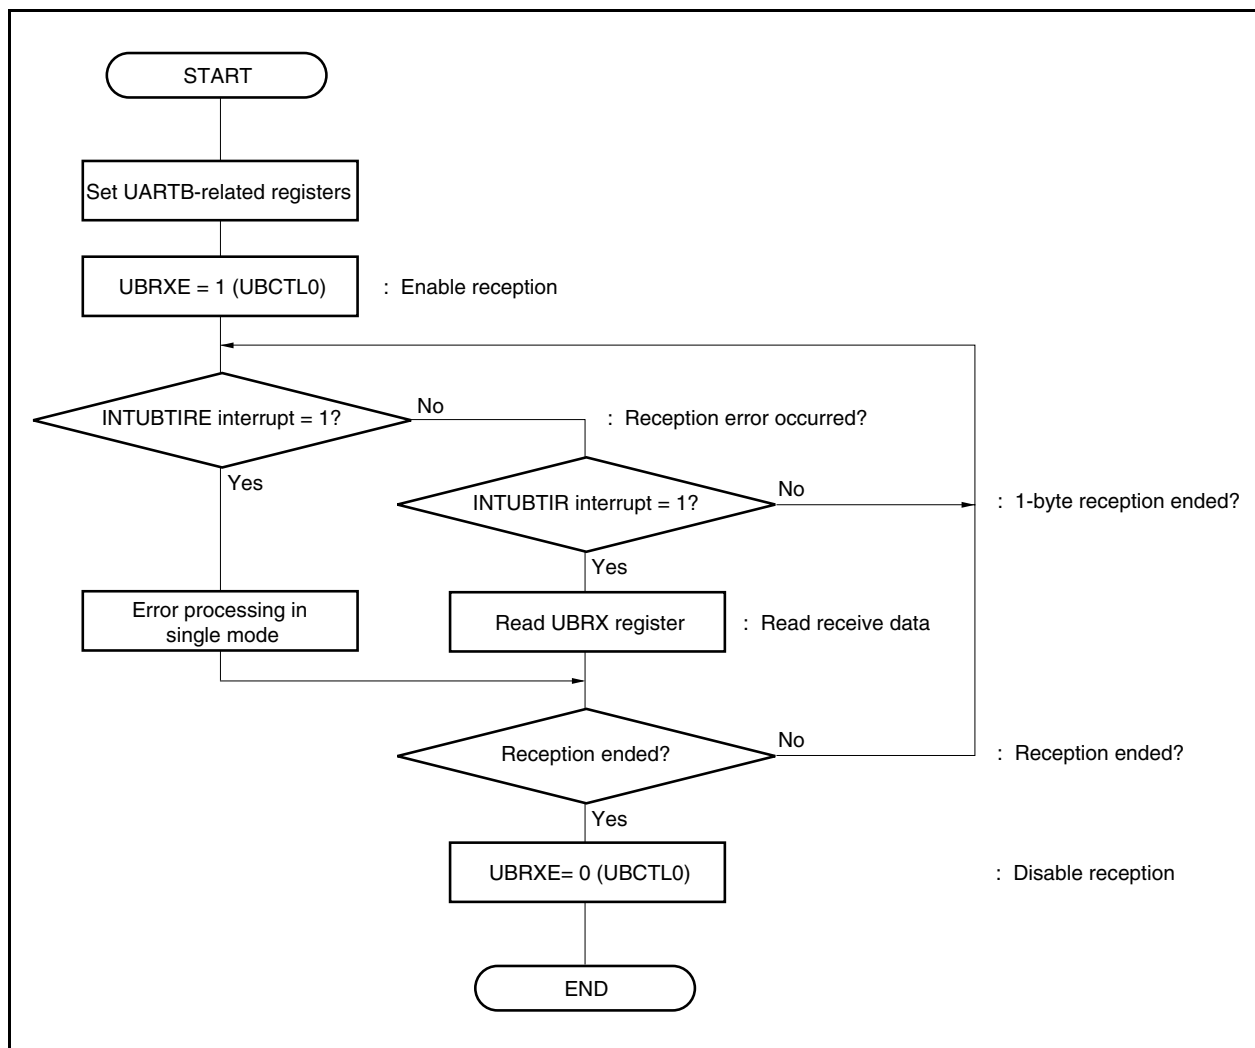 START
Set UARTB-related registers
UBRXE = 1 (UBCTL0)
: Enable reception
INTUBTIRE interrupt = 1?
No
: Reception error occurred?
Yes
INTUBTIR interrupt = 1?
No
: 1-byte reception ended?
Yes
Error processing in
single mode
Read UBRX register
: Read receive data
Reception ended?
No
: Reception ended?
Yes
UBRXE= 0 (UBCTL0)
: Disable reception
END